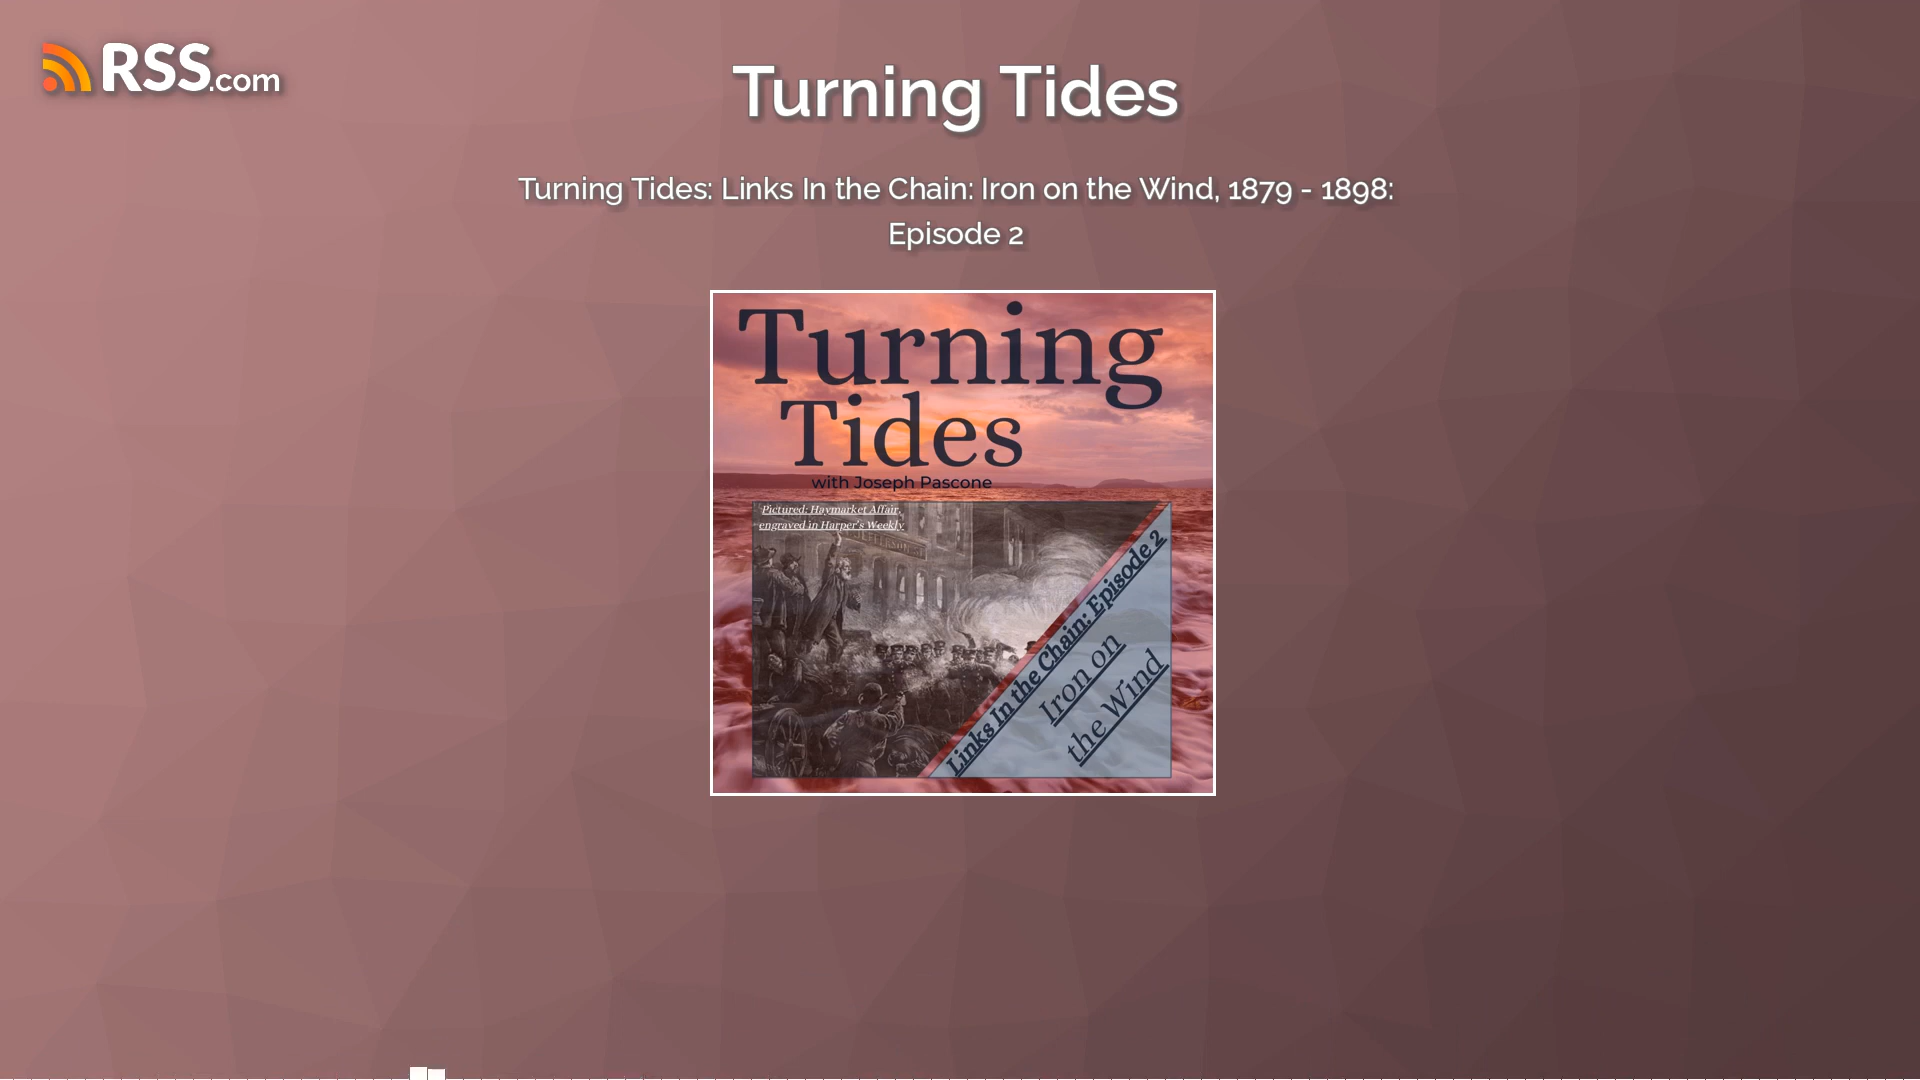 RSS.com
Turning Tides
Turning Tides: Links In the Chain: Iron on the Wind, 1879 - 1898:
Episode 2
Turning
Tides
with Joseph Pascone
Pictured: Haymarket Affair,
engraved in Harper's Weekly
JEFFERSON
Links In the Chain: Episode 2
Iron on
the Wind